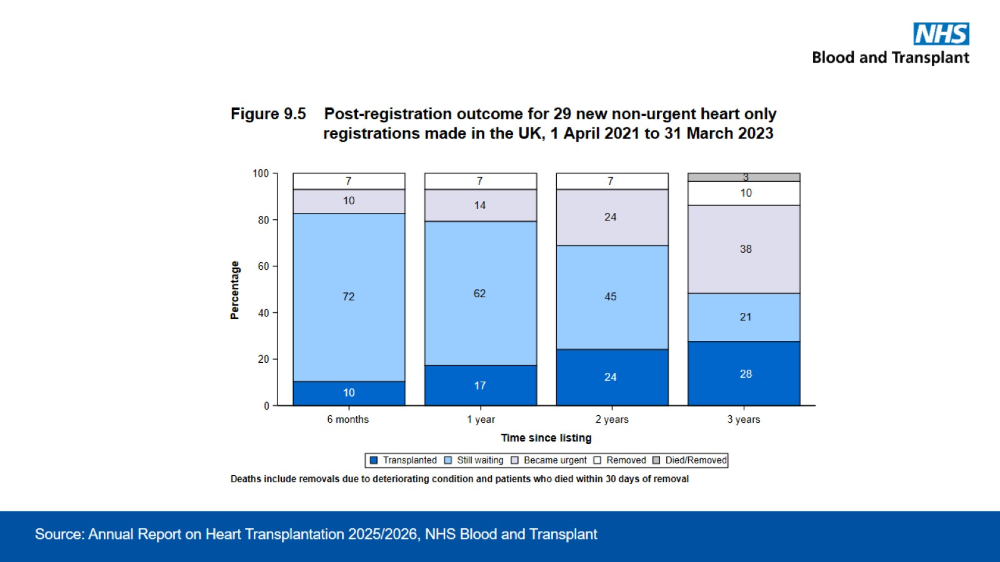 NHS
Blood and Transplant
Figure 9.5 Post-registration outcome for 29 new non-urgent heart only
registrations made in the UK, 1 April 2021 to 31 March 2023
Percentage
100
80
60
40
20
0
7
10
72
10
7
14
62
17
7
24
45
24
3
10
38
21
28
6 months
1 year
2 years
3 years
Time since listing
Transplanted Still waiting Became urgent Removed Died/Removed
Deaths include removals due to deteriorating condition and patients who died within 30 days of removal
Source: Annual Report on Heart Transplantation 2025/2026, NHS Blood and Transplant